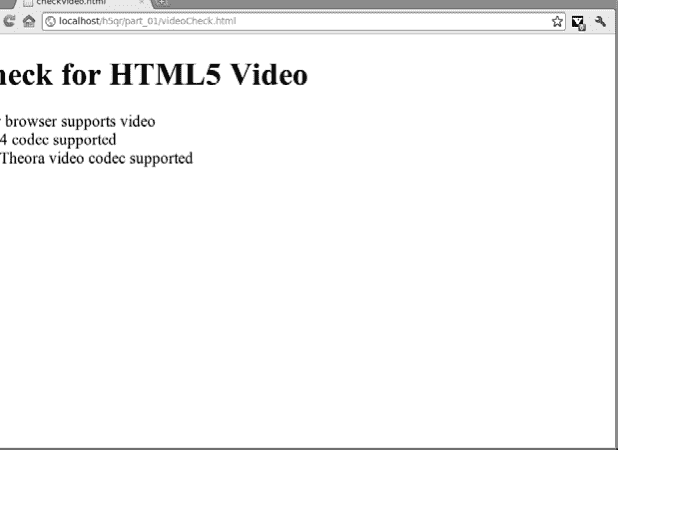 checkVideo.html
localhost/h5qr/part_01/videoCheck.html
heck for HTML5 Video
browser supports video
4 codec supported
Theora video codec supported